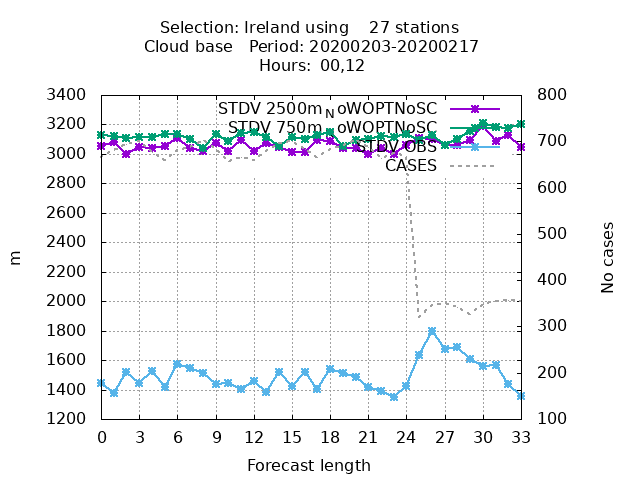 Selection: Ireland using 27 stations
Cloud base Period: 20200203-20200217
Hours: 00,12
STDV 2500m_NoWOPTNoSC
STDV 750m_NoWOPTNoSC
STDV OBS
CASES
3400
3200
3000
2800
2600
2400
2200
2000
1800
1600
1400
1200
m
800
700
600
500
400
300
200
100
No cases
0 3 6 9 12 15 18 21 24 27 30 33
Forecast length